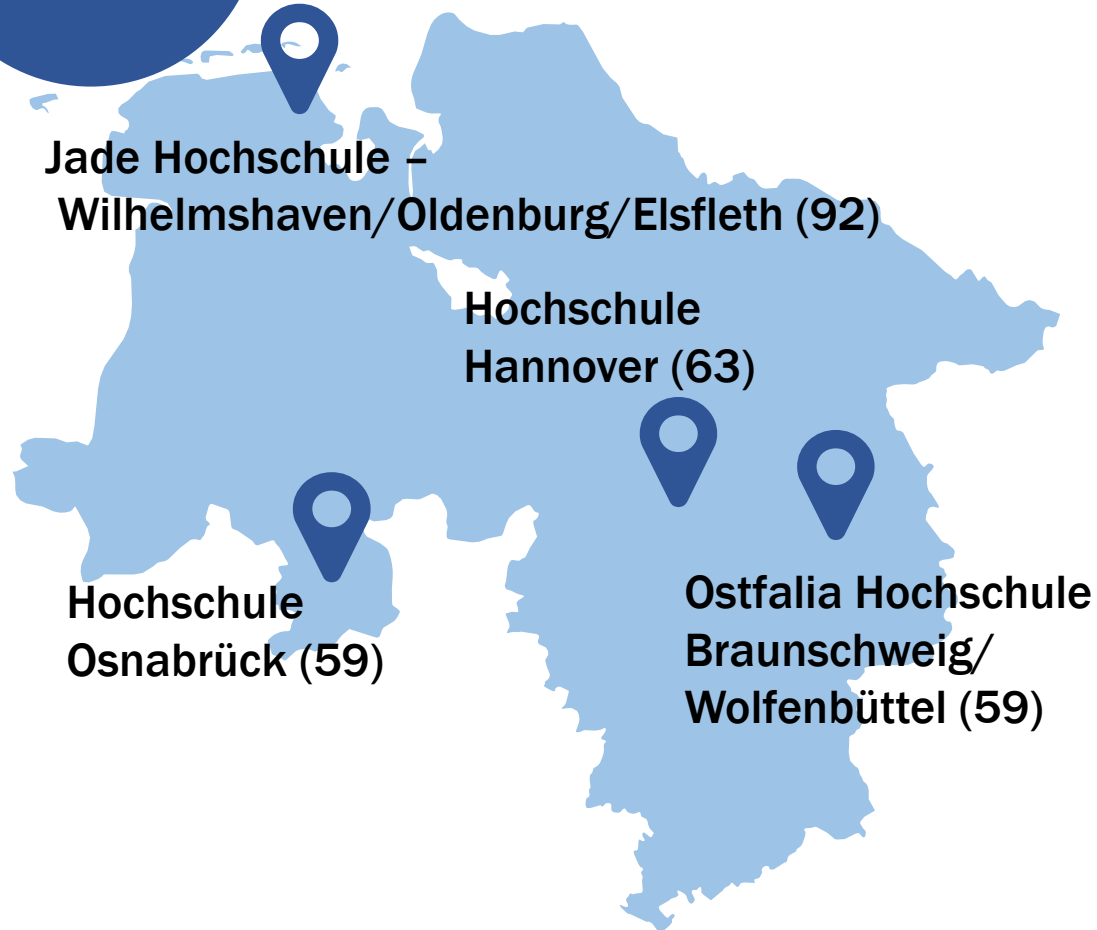 Jade Hochschule –
Wilhelmshaven/Oldenburg/Elsfleth (92)
Hochschule
Hannover (63)
Hochschule
Osnabrück (59)
Ostfalia Hochschule
Braunschweig/
Wolfenbüttel (59)